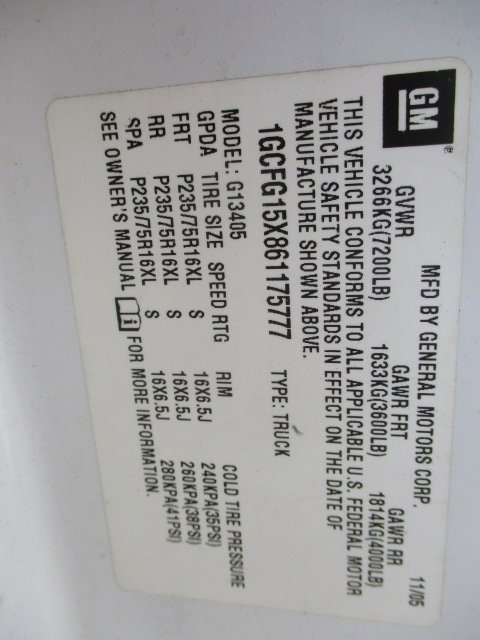 GM®
MFD BY GENERAL MOTORS CORP. 11/05
GVWR GAWR FRT GAWR RR
3266KG(7200LB) 1633KG(3600LB) 1814KG(4000LB)
THIS VEHICLE CONFORMS TO ALL APPLICABLE U.S. FEDERAL MOTOR
VEHICLE SAFETY STANDARDS IN EFFECT ON THE DATE OF
MANUFACTURE SHOWN ABOVE.
1GCFG15X861175777 TYPE: TRUCK
MODEL: G13405
GPDA TIRE SIZE SPEED RTG RIM COLD TIRE PRESSURE
FRT P235/75R16XL S 16X6.5J 240KPA(35PSI)
RR P235/75R16XL S 16X6.5J 260KPA(38PSI)
SPA P235/75R16XL S 16X6.5J 280KPA(41PSI)
SEE OWNER'S MANUAL i FOR MORE INFORMATION.